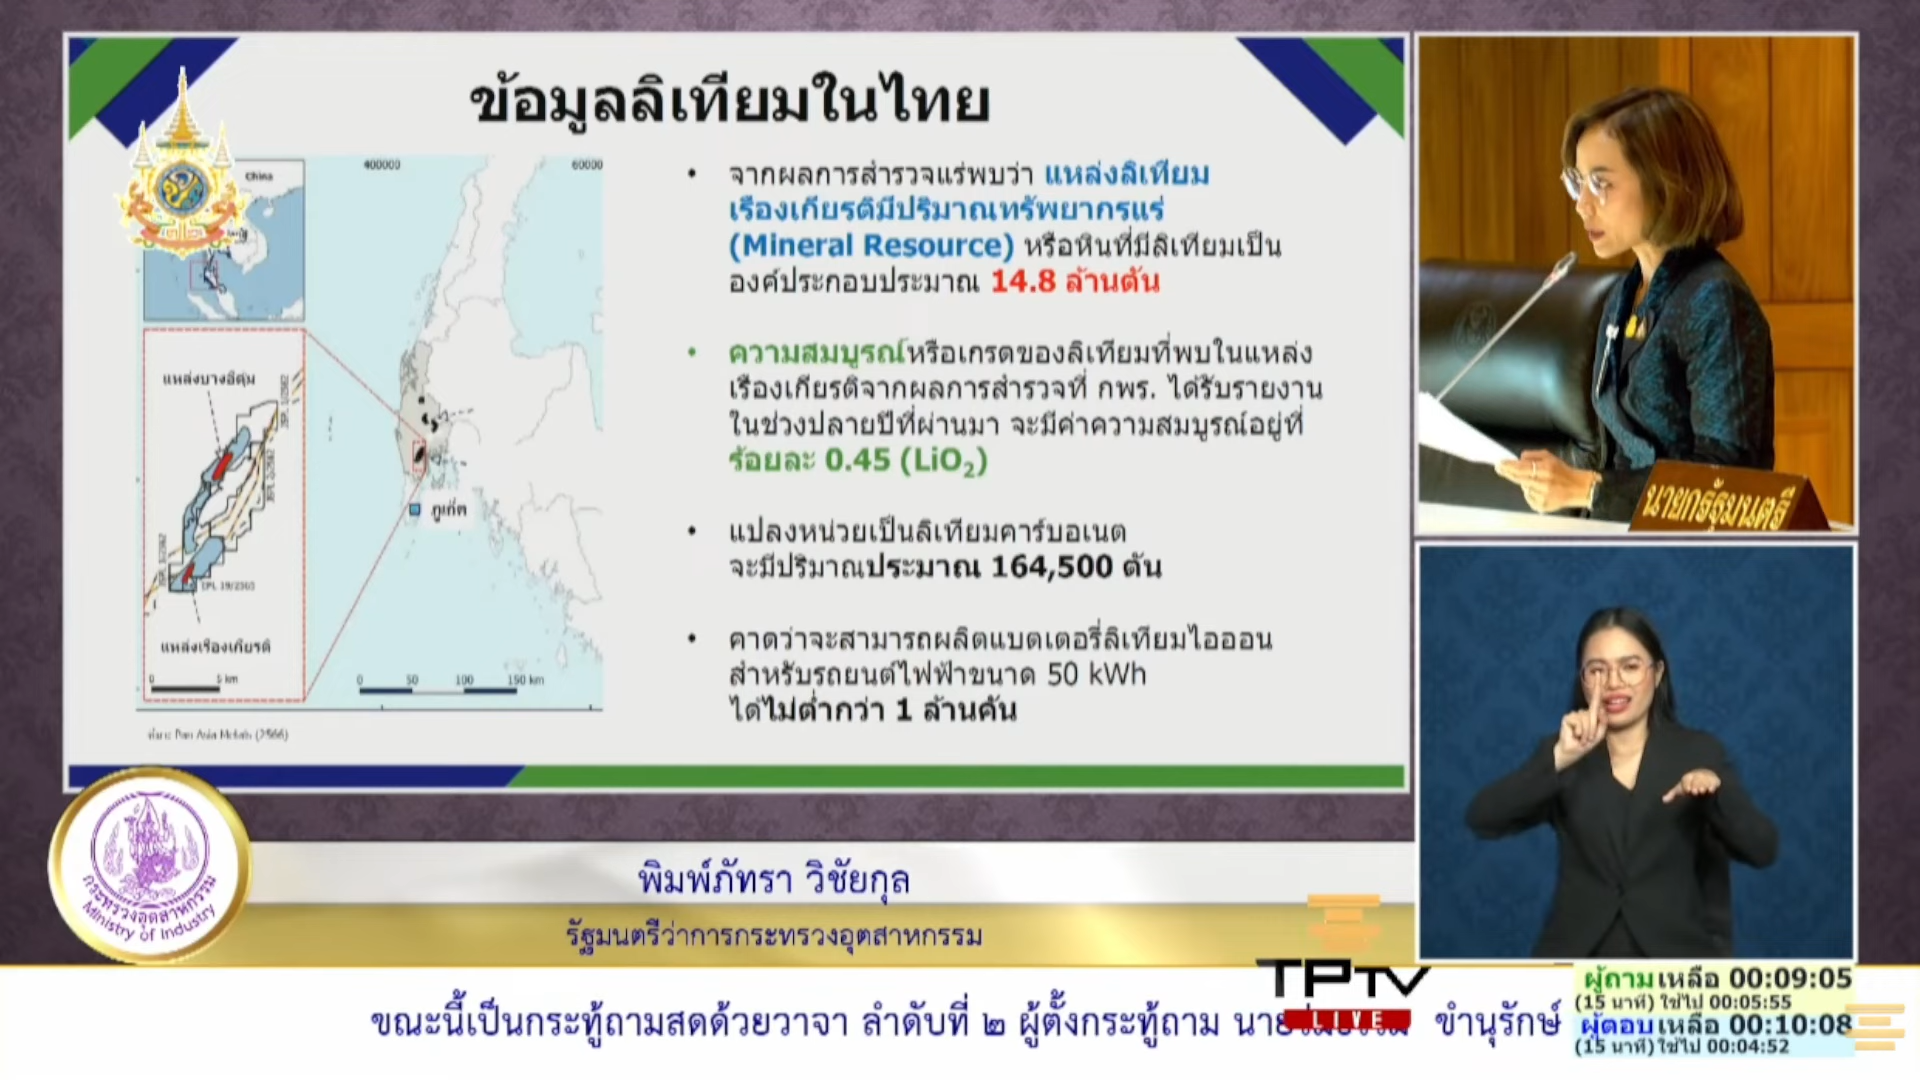 ข้อมูลลิเทียมในไทย
400000
60000
China
แหล่งบางอีตุ้ม
แหล่งเรืองเกียรติ
0 5 km
ภูเก็ต
0 50 100 150 km
ที่มา: Pan Asia Metals (2566)
• จากผลการสำรวจแร่พบว่า แหล่งลิเทียม
เรืองเกียรติมีปริมาณทรัพยากรแร่
(Mineral Resource) หรือหินที่มีลิเทียมเป็น
องค์ประกอบประมาณ 14.8 ล้านตัน
• ความสมบูรณ์หรือเกรดของลิเทียมที่พบในแหล่ง
เรืองเกียรติจากผลการสำรวจที่ กพร. ได้รับรายงาน
ในช่วงปลายปีที่ผ่านมา จะมีค่าความสมบูรณ์อยู่ที่
ร้อยละ 0.45 (LiO₂)
• แปลงหน่วยเป็นลิเทียมคาร์บอเนต
จะมีปริมาณประมาณ 164,500 ตัน
• คาดว่าจะสามารถผลิตแบตเตอรี่ลิเทียมไอออน
สำหรับรถยนต์ไฟฟ้าขนาด 50 kWh
ได้ไม่ต่ำกว่า 1 ล้านคัน
นายกรัฐมนตรี
กระทรวงอุตสาหกรรม
Ministry of Industry
พิมพ์ภัทรา วิชัยกุล
รัฐมนตรีว่าการกระทรวงอุตสาหกรรม
TPTV
LIVE
ขณะนี้เป็นกระทู้ถามสดด้วยวาจา ลำดับที่ ๒ ผู้ตั้งกระทู้ถาม นาย ขำนุรักษ์
ผู้ถามเหลือ 00:09:05
(15 นาที) ใช้ไป 00:05:55
ผู้ตอบเหลือ 00:10:08
(15 นาที) ใช้ไป 00:04:52